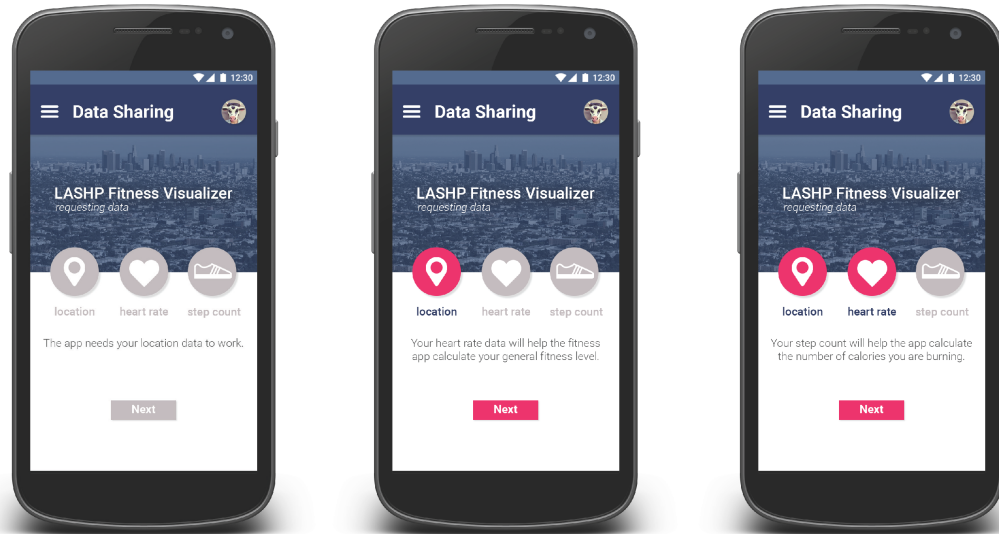 12:30
Data Sharing
LASHP Fitness Visualizer
requesting data
location heart rate step count
The app needs your location data to work.
Next
12:30
Data Sharing
LASHP Fitness Visualizer
requesting data
location heart rate step count
Your heart rate data will help the fitness
app calculate your general fitness level.
Next
12:30
Data Sharing
LASHP Fitness Visualizer
requesting data
location heart rate step count
Your step count will help the app calculate
the number of calories you are burning.
Next